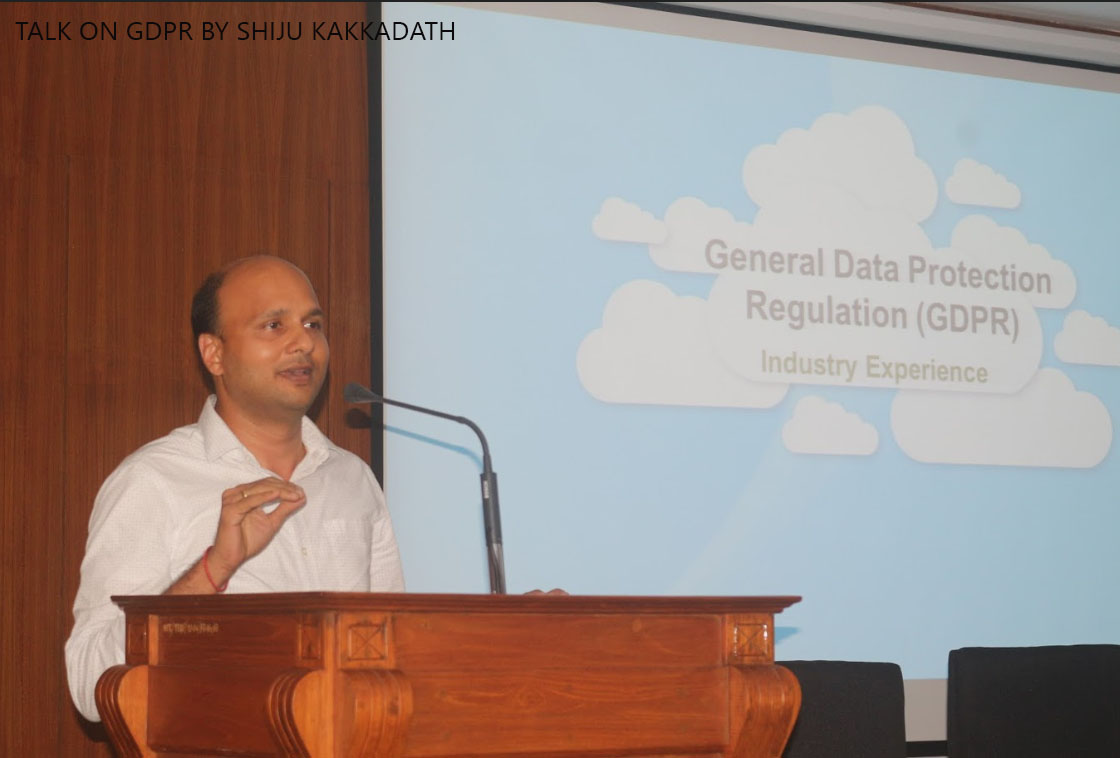 TALK ON GDPR BY SHIJU KAKKADATH
General Data Protection
Regulation (GDPR)
Industry Experience